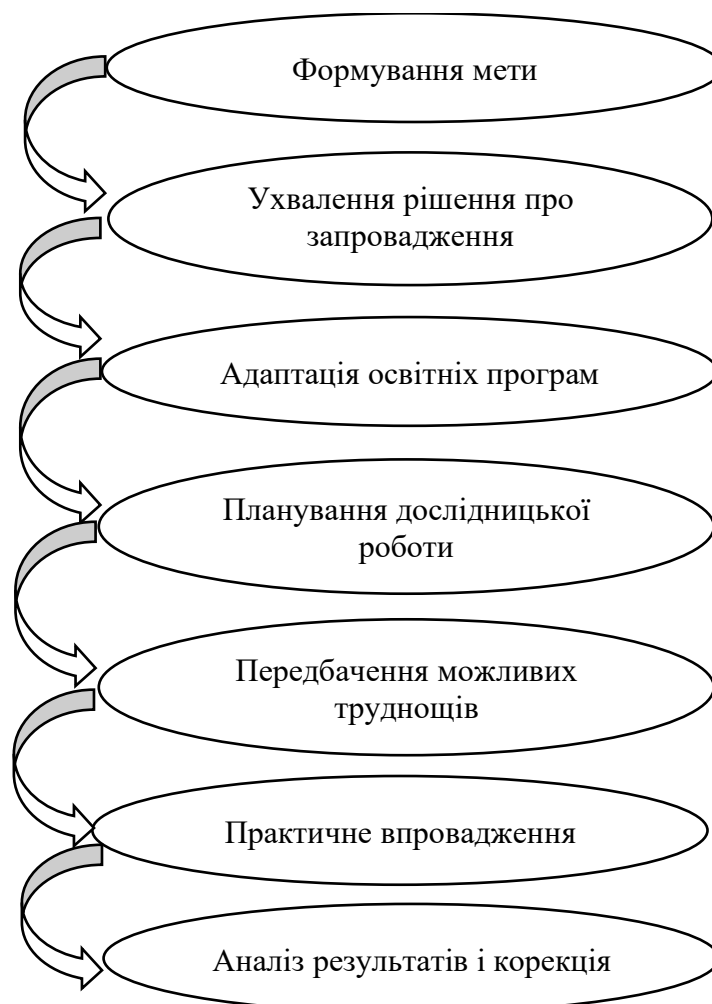 Формування мети
Ухвалення рішення про
запровадження
Адаптація освітніх програм
Планування дослідницької
роботи
Передбачення можливих
труднощів
Практичне впровадження
Аналіз результатів і корекція